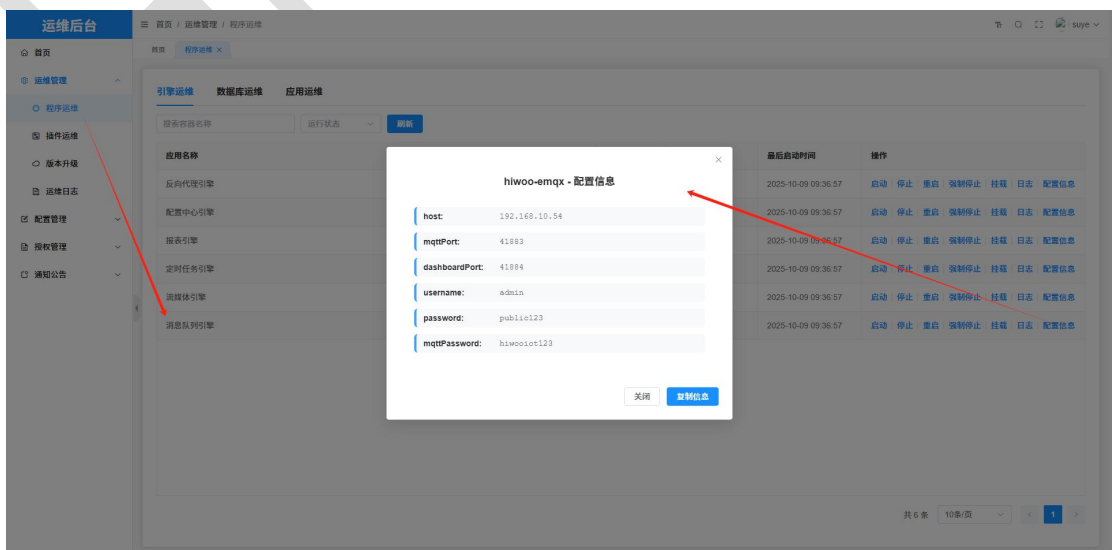 运维后台
首页 / 运维管理 / 程序运维
suye
首页
运维管理
程序运维
插件运维
版本升级
运维日志
配置管理
授权管理
通知公告
首页 程序运维 ×
引擎运维 数据库运维 应用运维
搜索容器名称 运行状态 刷新
应用名称 最后启动时间 操作
反向代理引擎 2025-10-09 09:36:57 启动 停止 重启 强制停止 挂载 日志 配置信息
配置中心引擎 2025-10-09 09:36:57 启动 停止 重启 强制停止 挂载 日志 配置信息
报表引擎 2025-10-09 09:36:57 启动 停止 重启 强制停止 挂载 日志 配置信息
定时任务引擎 2025-10-09 09:36:57 启动 停止 重启 强制停止 挂载 日志 配置信息
流媒体引擎 2025-10-09 09:36:57 启动 停止 重启 强制停止 挂载 日志 配置信息
消息队列引擎 2025-10-09 09:36:57 启动 停止 重启 强制停止 挂载 日志 配置信息
hiwoo-emqx - 配置信息
host: 192.168.10.54
mqttPort: 41883
dashboardPort: 41884
username: admin
password: public123
mqttPassword: hiwooiot123
关闭 复制信息
共 6 条 10条/页 1